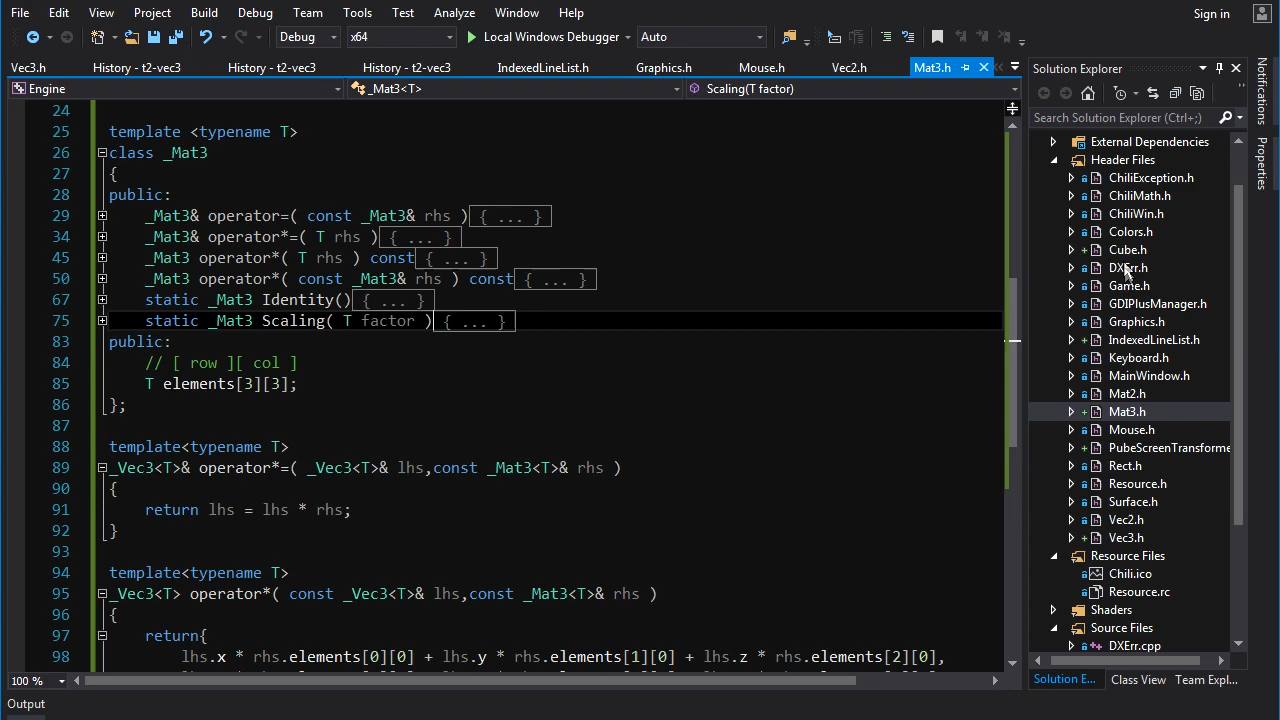 File Edit View Project Build Debug Team Tools Test Analyze Window Help Sign in
Debug x64 Local Windows Debugger Auto
Vec3.h History - t2-vec3 History - t2-vec3 History - t2-vec3 IndexedLineList.h Graphics.h Mouse.h Vec2.h Mat3.h
Engine _Mat3<T> Scaling(T factor)
24
25 template <typename T>
26 class _Mat3
27 {
28 public:
29 _Mat3& operator=( const _Mat3& rhs ){ ... }
34 _Mat3& operator*=( T rhs ){ ... }
45 _Mat3 operator*( T rhs ) const{ ... }
50 _Mat3 operator*( const _Mat3& rhs ) const{ ... }
67 static _Mat3 Identity(){ ... }
75 static _Mat3 Scaling( T factor ){ ... }
83 public:
84 // [ row ][ col ]
85 T elements[3][3];
86 };
87
88 template<typename T>
89 _Vec3<T>& operator*=( _Vec3<T>& lhs,const _Mat3<T>& rhs )
90 {
91 return lhs = lhs * rhs;
92 }
93
94 template<typename T>
95 _Vec3<T> operator*( const _Vec3<T>& lhs,const _Mat3<T>& rhs )
96 {
97 return{
98 lhs.x * rhs.elements[0][0] + lhs.y * rhs.elements[1][0] + lhs.z * rhs.elements[2][0],
100 %
Output
Solution Explorer
Search Solution Explorer (Ctrl+;)
External Dependencies
Header Files
ChiliException.h
ChiliMath.h
ChiliWin.h
Colors.h
Cube.h
DXErr.h
Game.h
GDIPlusManager.h
Graphics.h
IndexedLineList.h
Keyboard.h
MainWindow.h
Mat2.h
Mat3.h
Mouse.h
PubeScreenTransforme
Rect.h
Resource.h
Surface.h
Vec2.h
Vec3.h
Resource Files
Chili.ico
Resource.rc
Shaders
Source Files
DXErr.cpp
Solution E... Class View Team Expl...
Notifications
Properties